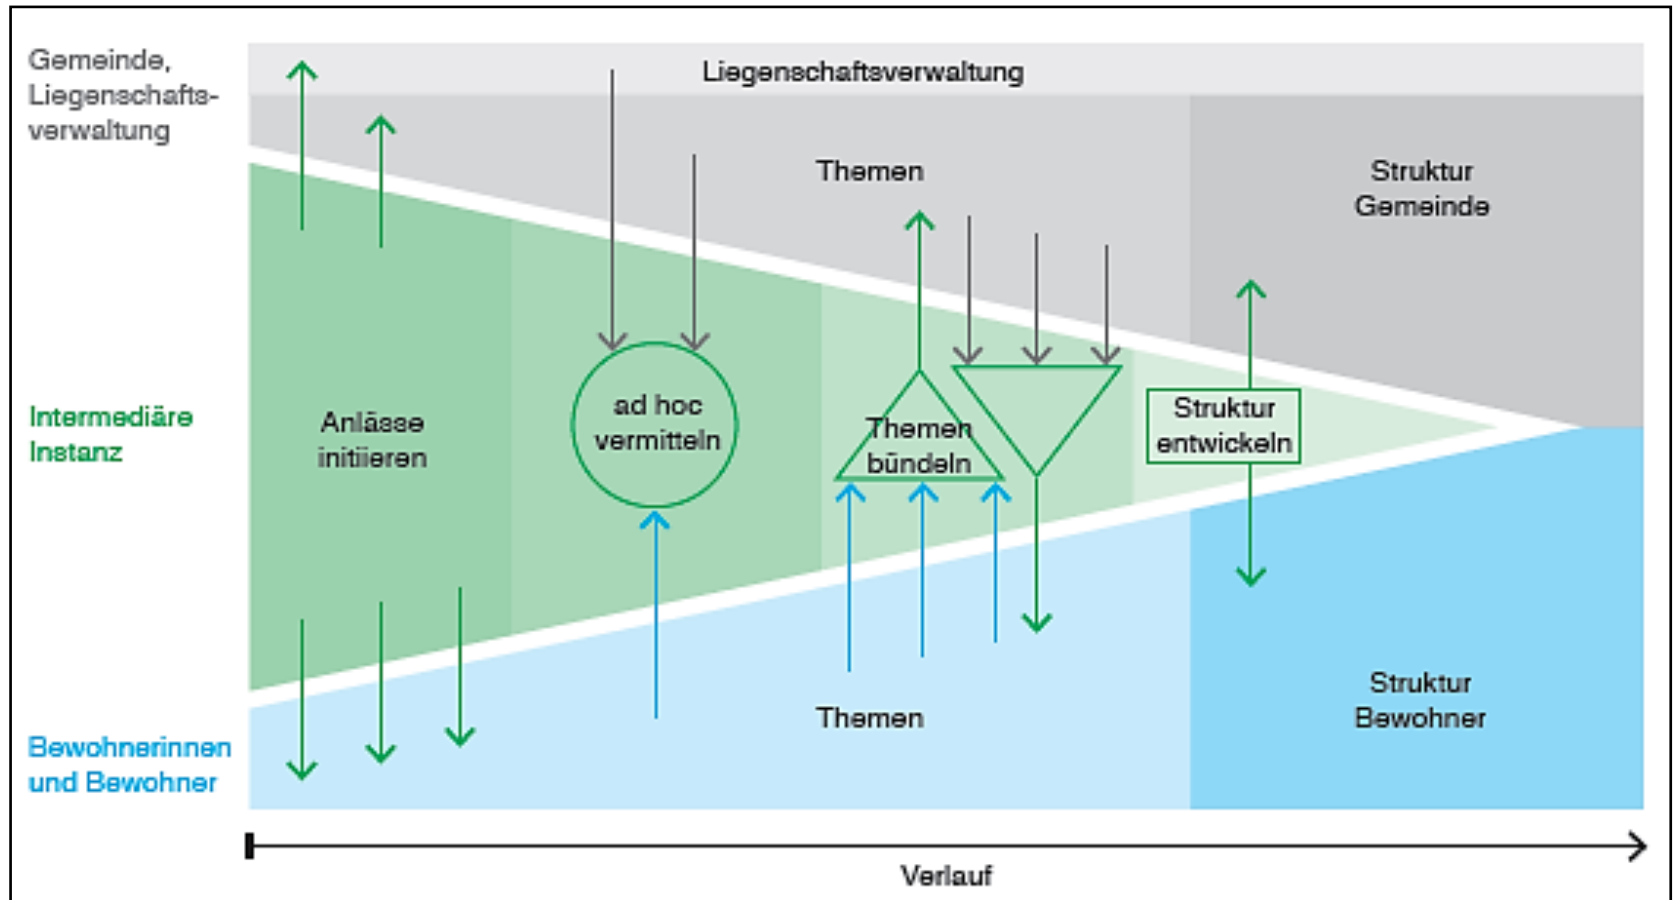 Gemeinde,
Liegenschafts-
verwaltung
Liegenschaftsverwaltung
Themen
Struktur
Gemeinde
Intermediäre
Instanz
Anlässe
initiieren
ad hoc
vermitteln
Themen
bündeln
Struktur
entwickeln
Bewohnerinnen
und Bewohner
Themen
Struktur
Bewohner
Verlauf